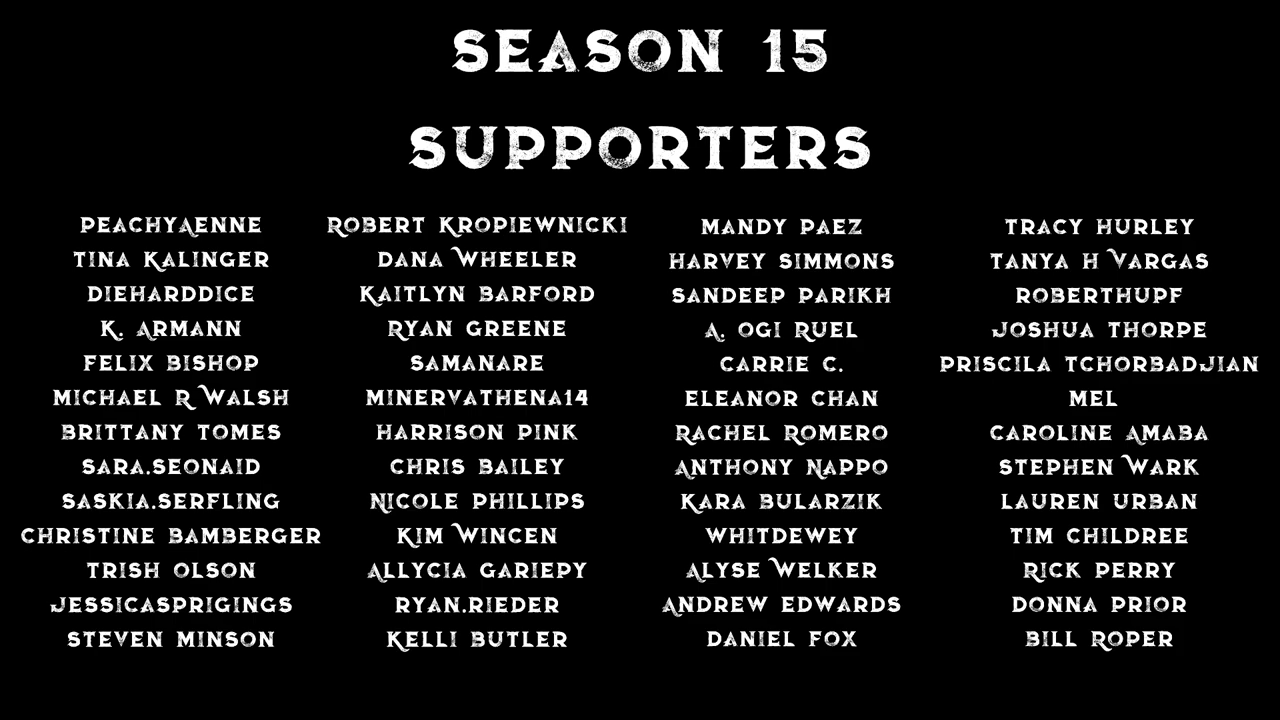 SEASON 15
SUPPORTERS
PEACHYAENNE
TINA KALINGER
DIEHARDDICE
K. ARMANN
FELIX BISHOP
MICHAEL R WALSH
BRITTANY TOMES
SARA.SEONAID
SASKIA.SERFLING
CHRISTINE BAMBERGER
TRISH OLSON
JESSICASPRIGINGS
STEVEN MINSON
ROBERT KROPIEWNICKI
DANA WHEELER
KAITLYN BARFORD
RYAN GREENE
SAMANARE
MINERVATHENA14
HARRISON PINK
CHRIS BAILEY
NICOLE PHILLIPS
KIM WINCEN
ALLYCIA GARIEPY
RYAN.RIEDER
KELLI BUTLER
MANDY PAEZ
HARVEY SIMMONS
SANDEEP PARIKH
A. OGI RUEL
CARRIE C.
ELEANOR CHAN
RACHEL ROMERO
ANTHONY NAPPO
KARA BULARZIK
WHITDEWEY
ALYSE WELKER
ANDREW EDWARDS
DANIEL FOX
TRACY HURLEY
TANYA H VARGAS
ROBERTHUPF
JOSHUA THORPE
PRISCILA TCHORBADJIAN
MEL
CAROLINE AMABA
STEPHEN WARK
LAUREN URBAN
TIM CHILDREE
RICK PERRY
DONNA PRIOR
BILL ROPER